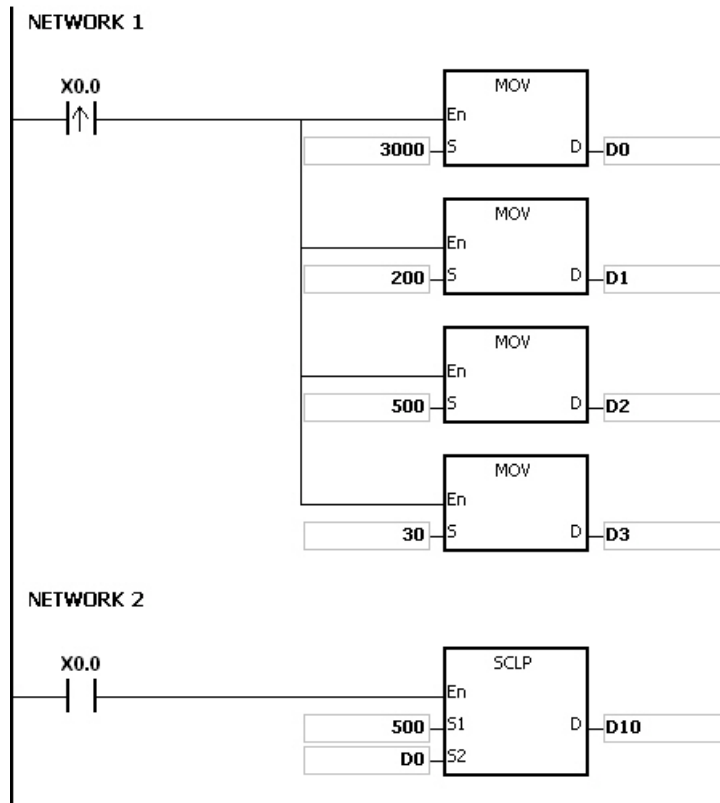 NETWORK 1
X0.0
MOV
En
3000 S D D0
MOV
En
200 S D D1
MOV
En
500 S D D2
MOV
En
30 S D D3
NETWORK 2
X0.0
SCLP
En
500 S1 D D10
D0 S2